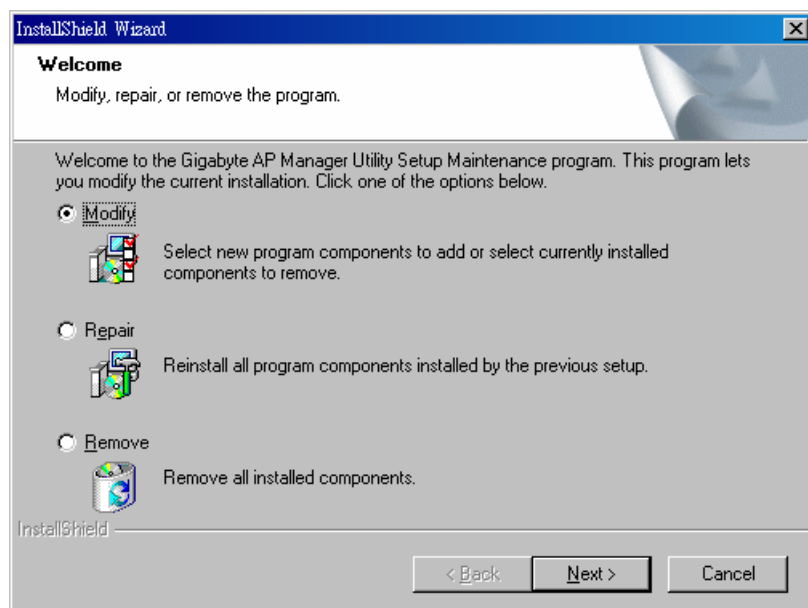 InstallShield Wizard
Welcome
Modify, repair, or remove the program.
Welcome to the Gigabyte AP Manager Utility Setup Maintenance program. This program lets
you modify the current installation. Click one of the options below.
Modify
Select new program components to add or select currently installed
components to remove.
Repair
Reinstall all program components installed by the previous setup.
Remove
Remove all installed components.
InstallShield
< Back
Next >
Cancel